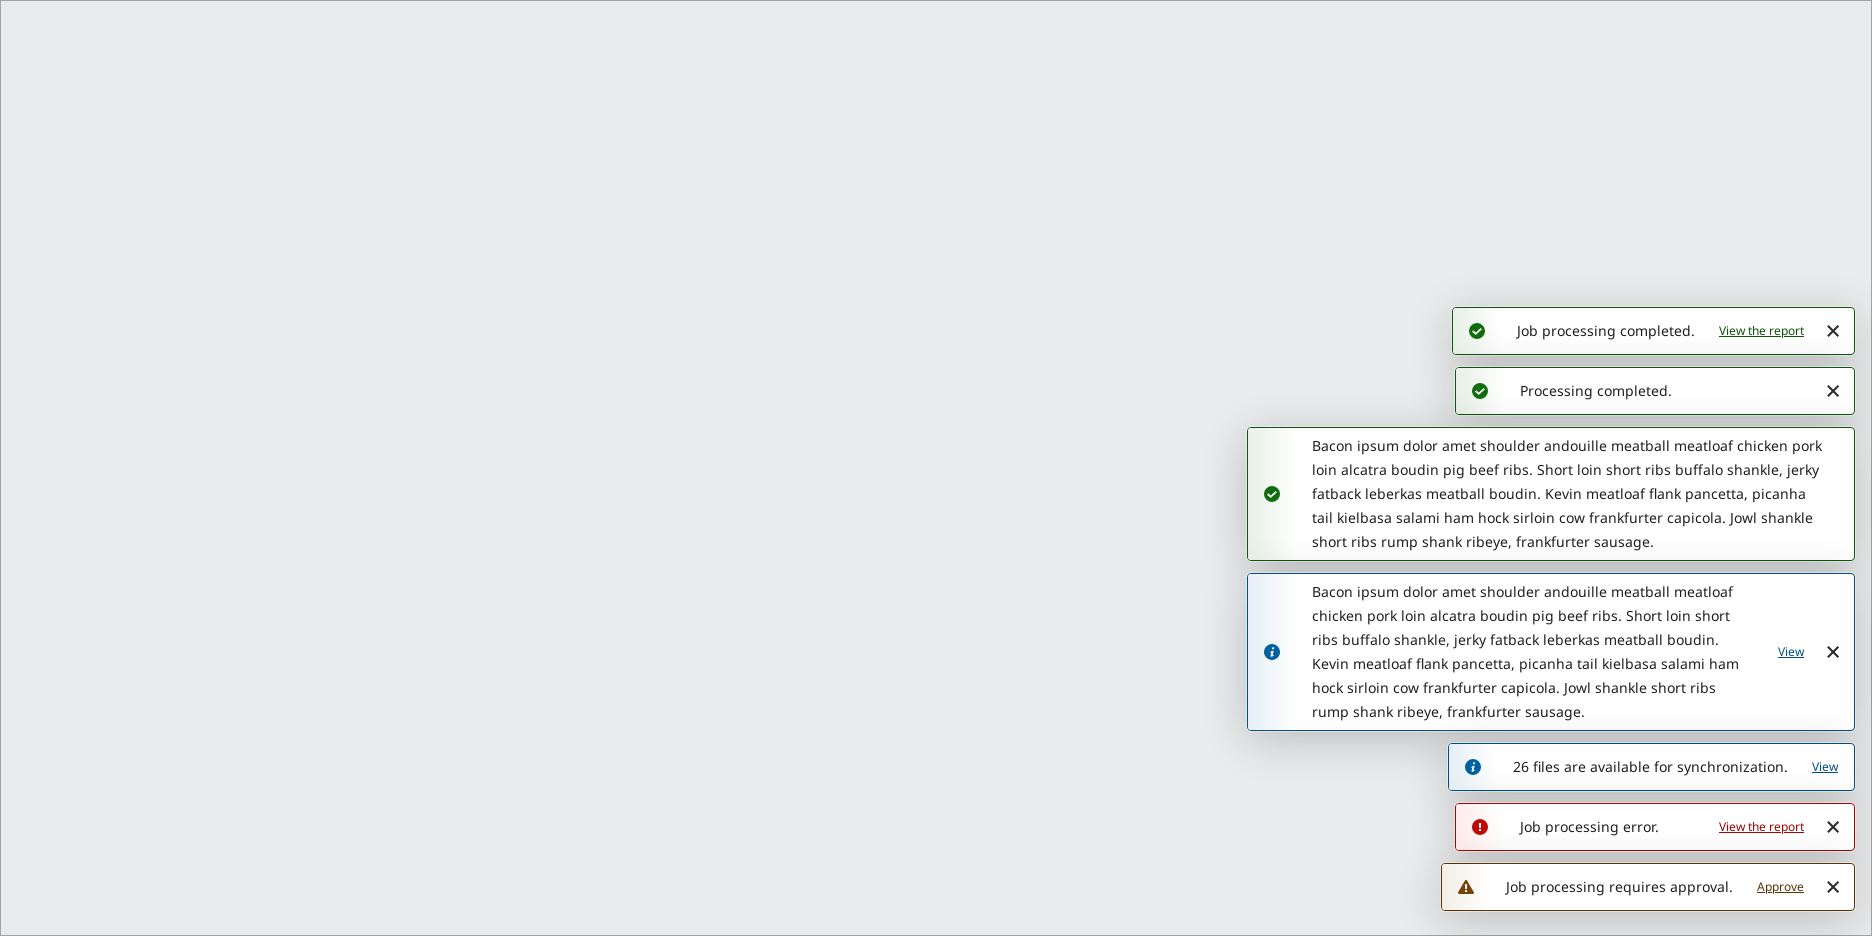 Job processing completed. View the report
Processing completed.
Bacon ipsum dolor amet shoulder andouille meatball meatloaf chicken pork
loin alcatra boudin pig beef ribs. Short loin short ribs buffalo shankle, jerky
fatback leberkas meatball boudin. Kevin meatloaf flank pancetta, picanha
tail kielbasa salami ham hock sirloin cow frankfurter capicola. Jowl shankle
short ribs rump shank ribeye, frankfurter sausage.
Bacon ipsum dolor amet shoulder andouille meatball meatloaf
chicken pork loin alcatra boudin pig beef ribs. Short loin short
ribs buffalo shankle, jerky fatback leberkas meatball boudin.
Kevin meatloaf flank pancetta, picanha tail kielbasa salami ham
hock sirloin cow frankfurter capicola. Jowl shankle short ribs
rump shank ribeye, frankfurter sausage.
View
26 files are available for synchronization. View
Job processing error. View the report
Job processing requires approval. Approve